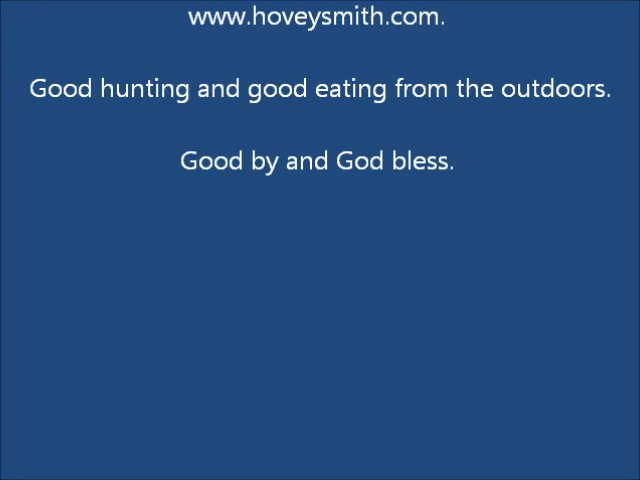 www.hoveysmith.com.
Good hunting and good eating from the outdoors.
Good by and God bless.